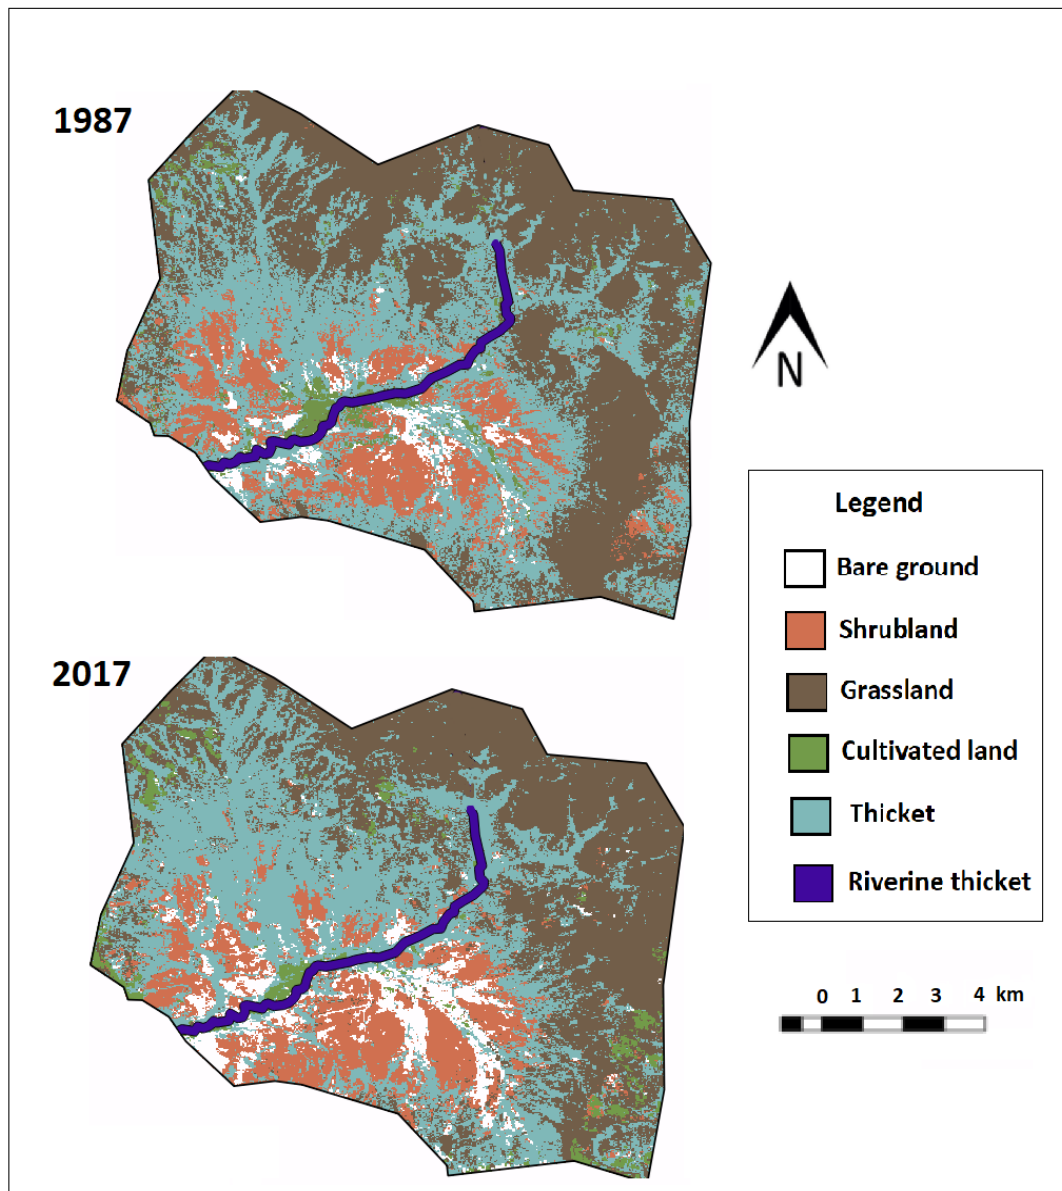 1987
N
Legend
Bare ground
Shrubland
Grassland
Cultivated land
Thicket
Riverine thicket
2017
0 1 2 3 4 km